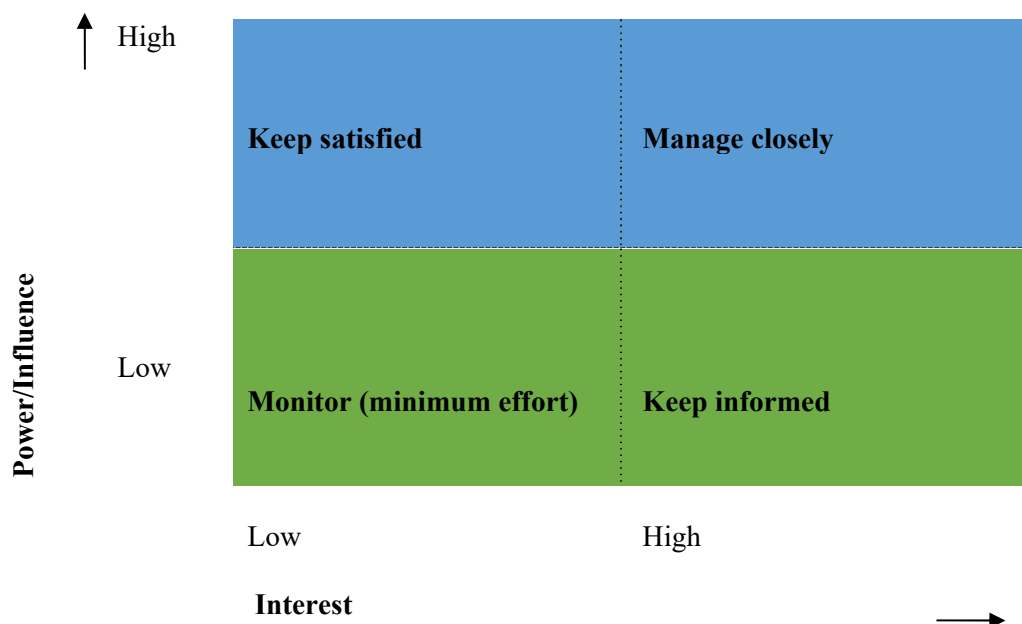 High
Keep satisfied
Manage closely
Power/Influence
Low
Monitor (minimum effort)
Keep informed
Low
High
Interest